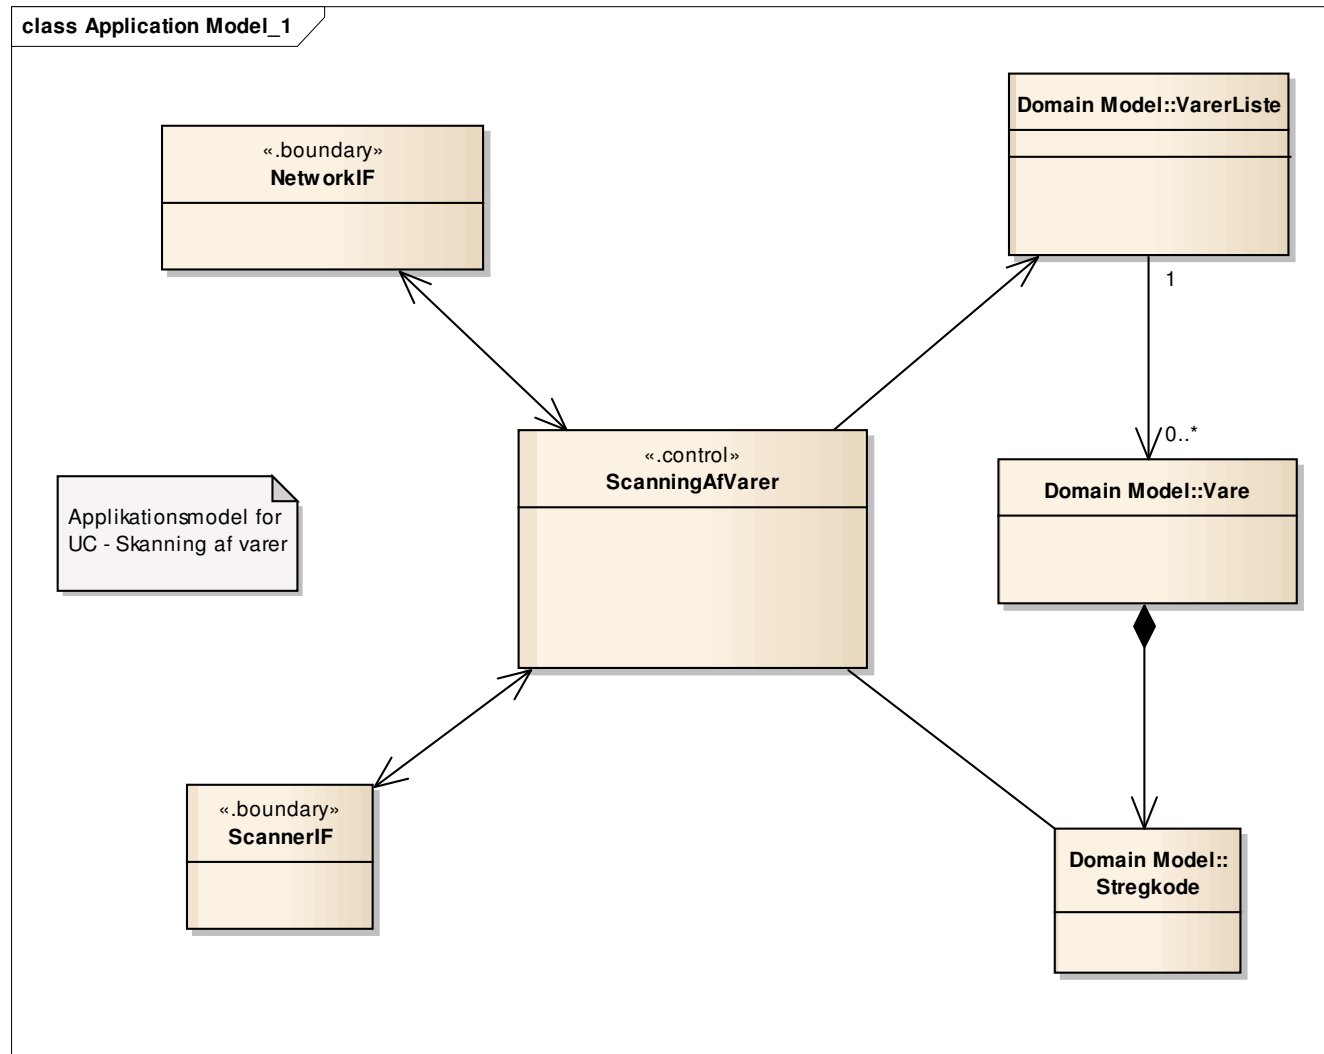 class Application Model_1
«.boundary»
NetworkIF
Domain Model::VarerListe
1
0..*
«.control»
ScanningAfVarer
Domain Model::Vare
Applikationsmodel for
UC - Skanning af varer
«.boundary»
ScannerIF
Domain Model::
Stregkode